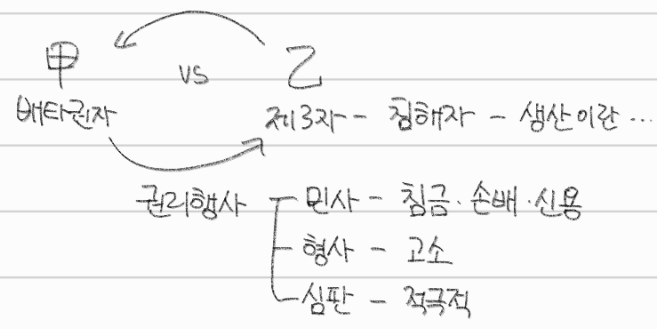 甲 vs 乙
배타권자 제3자 - 침해자 - 생산이란 ...
권리행사 - 민사 - 침금·손배·신용
- 형사 - 고소
- 심판 - 적극적